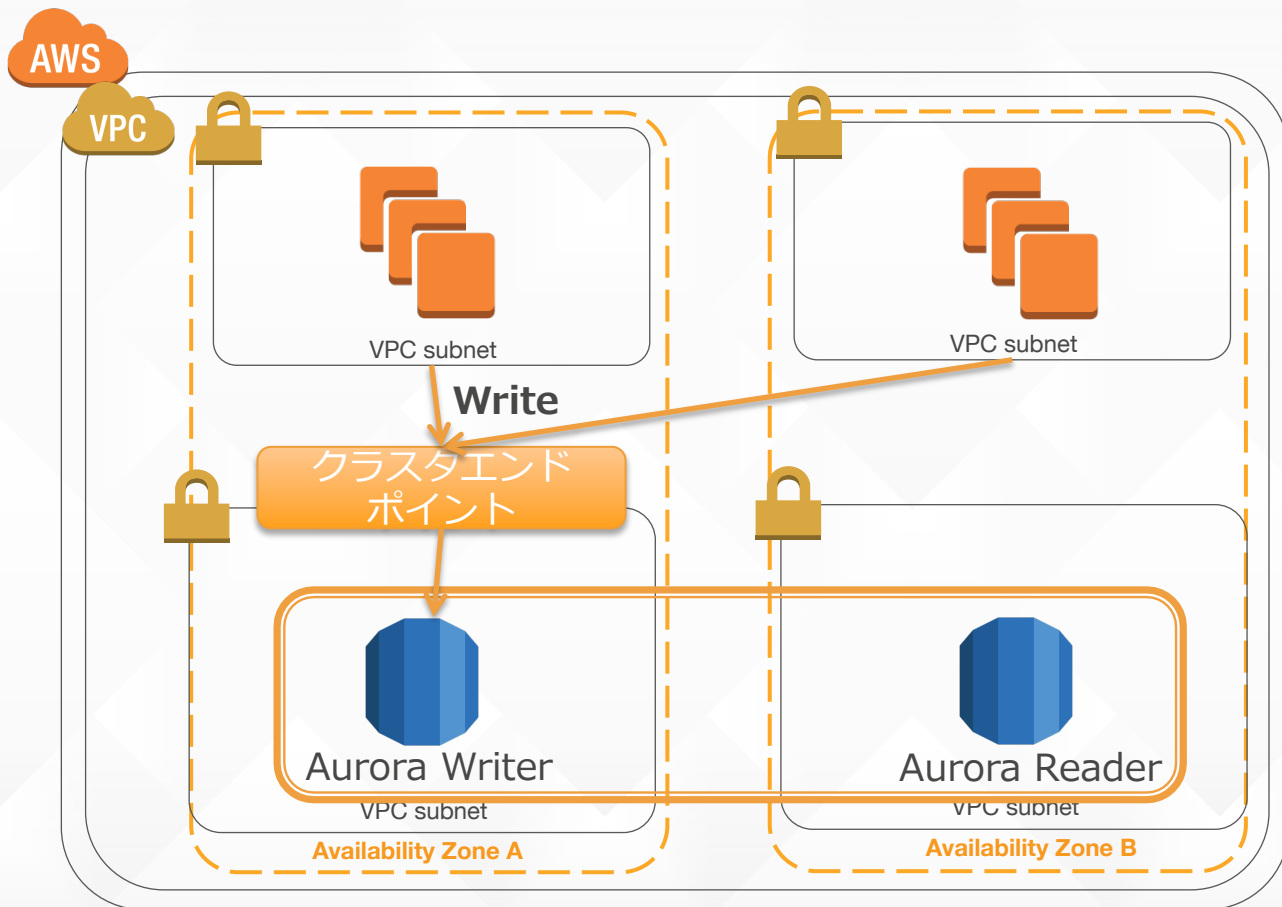 AWS
VPC
VPC subnet
VPC subnet
Write
クラスタエンド
ポイント
Aurora Writer
Aurora Reader
VPC subnet
VPC subnet
Availability Zone A
Availability Zone B